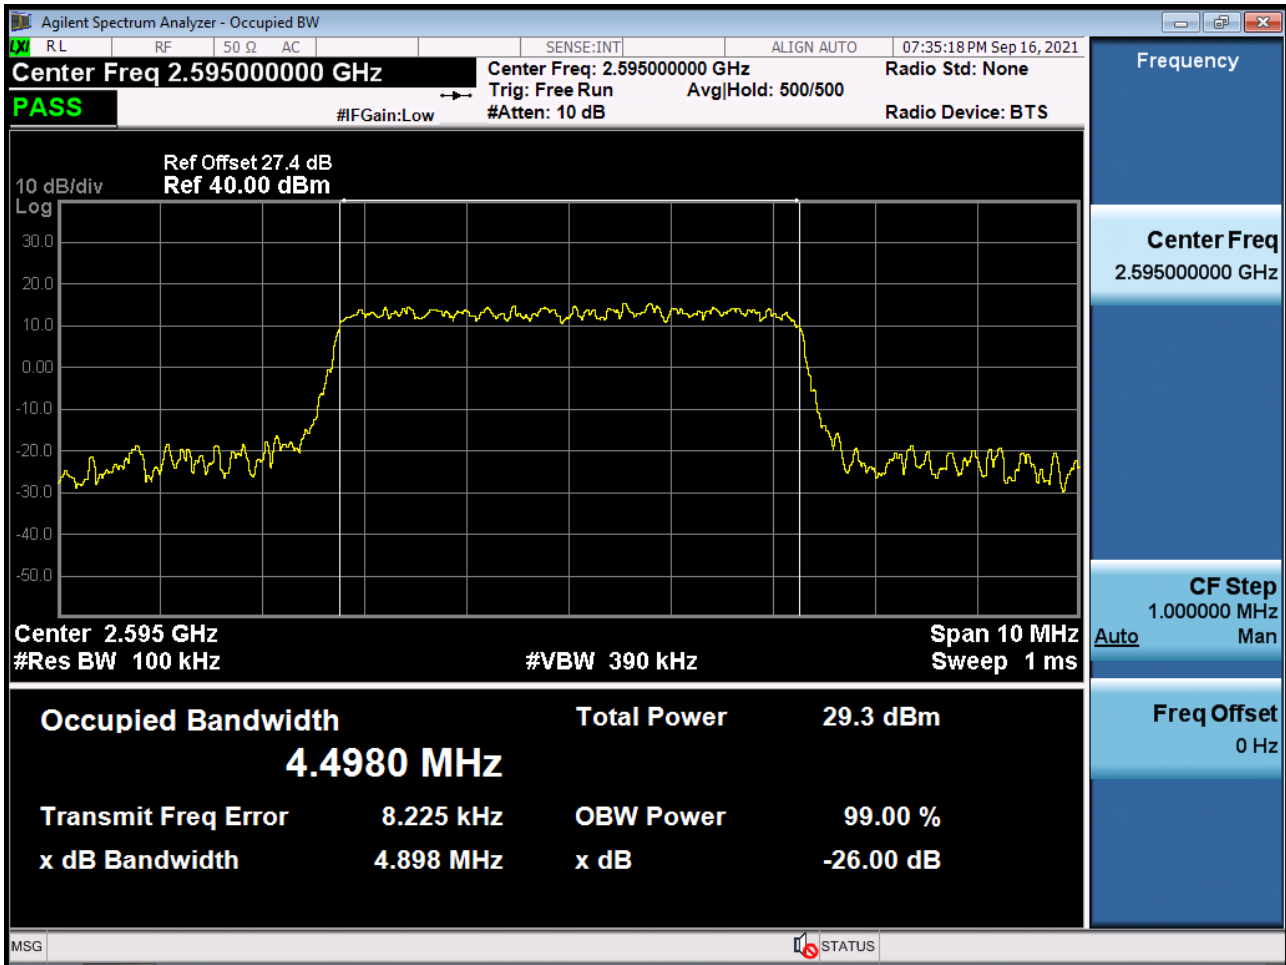 Agilent Spectrum Analyzer - Occupied BW
LXI RL RF 50 Ω AC SENSE:INT ALIGN AUTO 07:35:18 PM Sep 16, 2021
Center Freq 2.595000000 GHz
PASS
#IFGain:Low
Center Freq: 2.595000000 GHz
Trig: Free Run Avg|Hold: 500/500
#Atten: 10 dB
Radio Std: None
Radio Device: BTS
Ref Offset 27.4 dB
10 dB/div Ref 40.00 dBm
Log
30.0
20.0
10.0
0.00
-10.0
-20.0
-30.0
-40.0
-50.0
Center 2.595 GHz Span 10 MHz
#Res BW 100 kHz #VBW 390 kHz Sweep 1 ms
Occupied Bandwidth Total Power 29.3 dBm
4.4980 MHz
Transmit Freq Error 8.225 kHz OBW Power 99.00 %
x dB Bandwidth 4.898 MHz x dB -26.00 dB
MSG STATUS
Frequency
Center Freq
2.595000000 GHz
CF Step
1.000000 MHz
Auto Man
Freq Offset
0 Hz